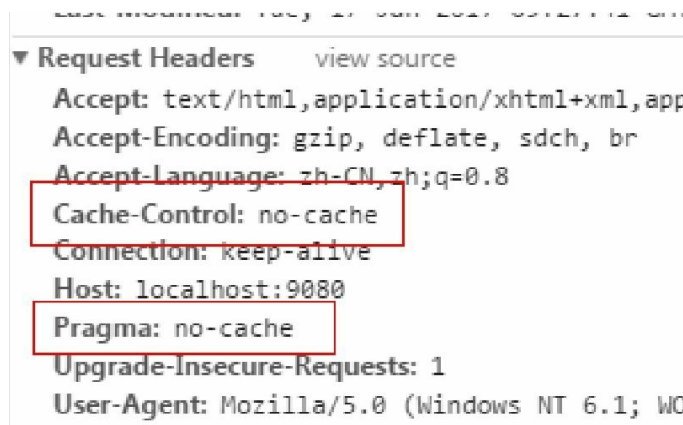 ▼ Request Headers view source
Accept: text/html,application/xhtml+xml,app
Accept-Encoding: gzip, deflate, sdch, br
Accept-Language: zh-CN,zh;q=0.8
Cache-Control: no-cache
Connection: keep-alive
Host: localhost:9080
Pragma: no-cache
Upgrade-Insecure-Requests: 1
User-Agent: Mozilla/5.0 (Windows NT 6.1; WO